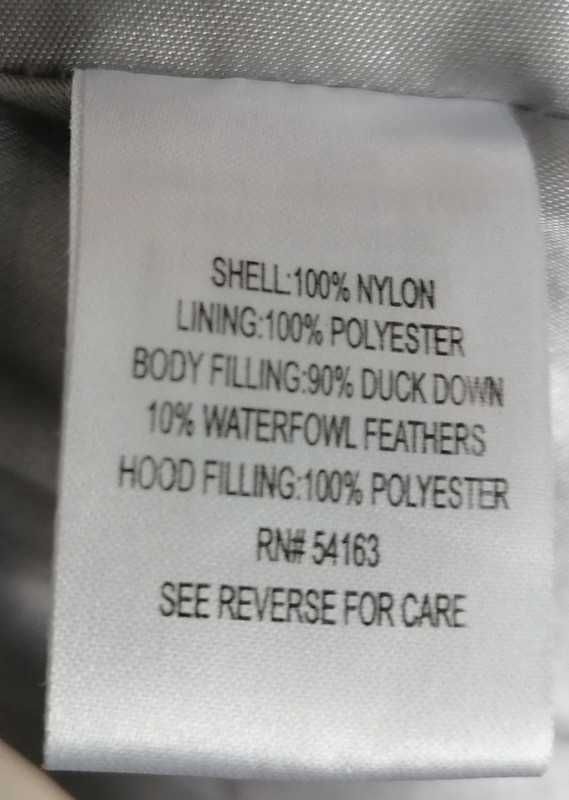 SHELL:100% NYLON
LINING:100% POLYESTER
BODY FILLING:90% DUCK DOWN
10% WATERFOWL FEATHERS
HOOD FILLING:100% POLYESTER
RN# 54163
SEE REVERSE FOR CARE